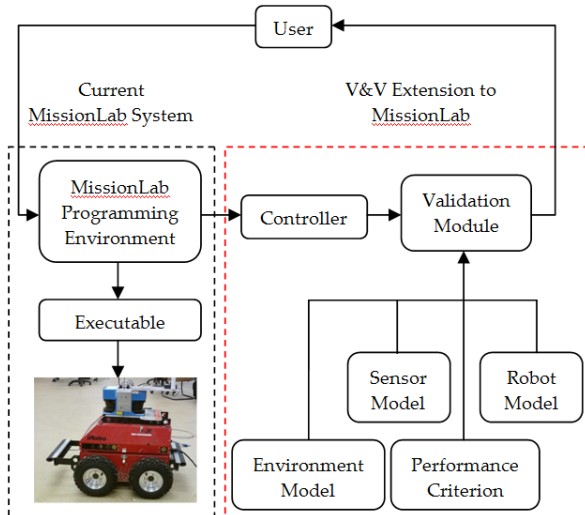 User
Current
MissionLab System
V&V Extension to
MissionLab
MissionLab
Programming
Environment
Controller
Validation
Module
Executable
Sensor
Model
Robot
Model
Environment
Model
Performance
Criterion